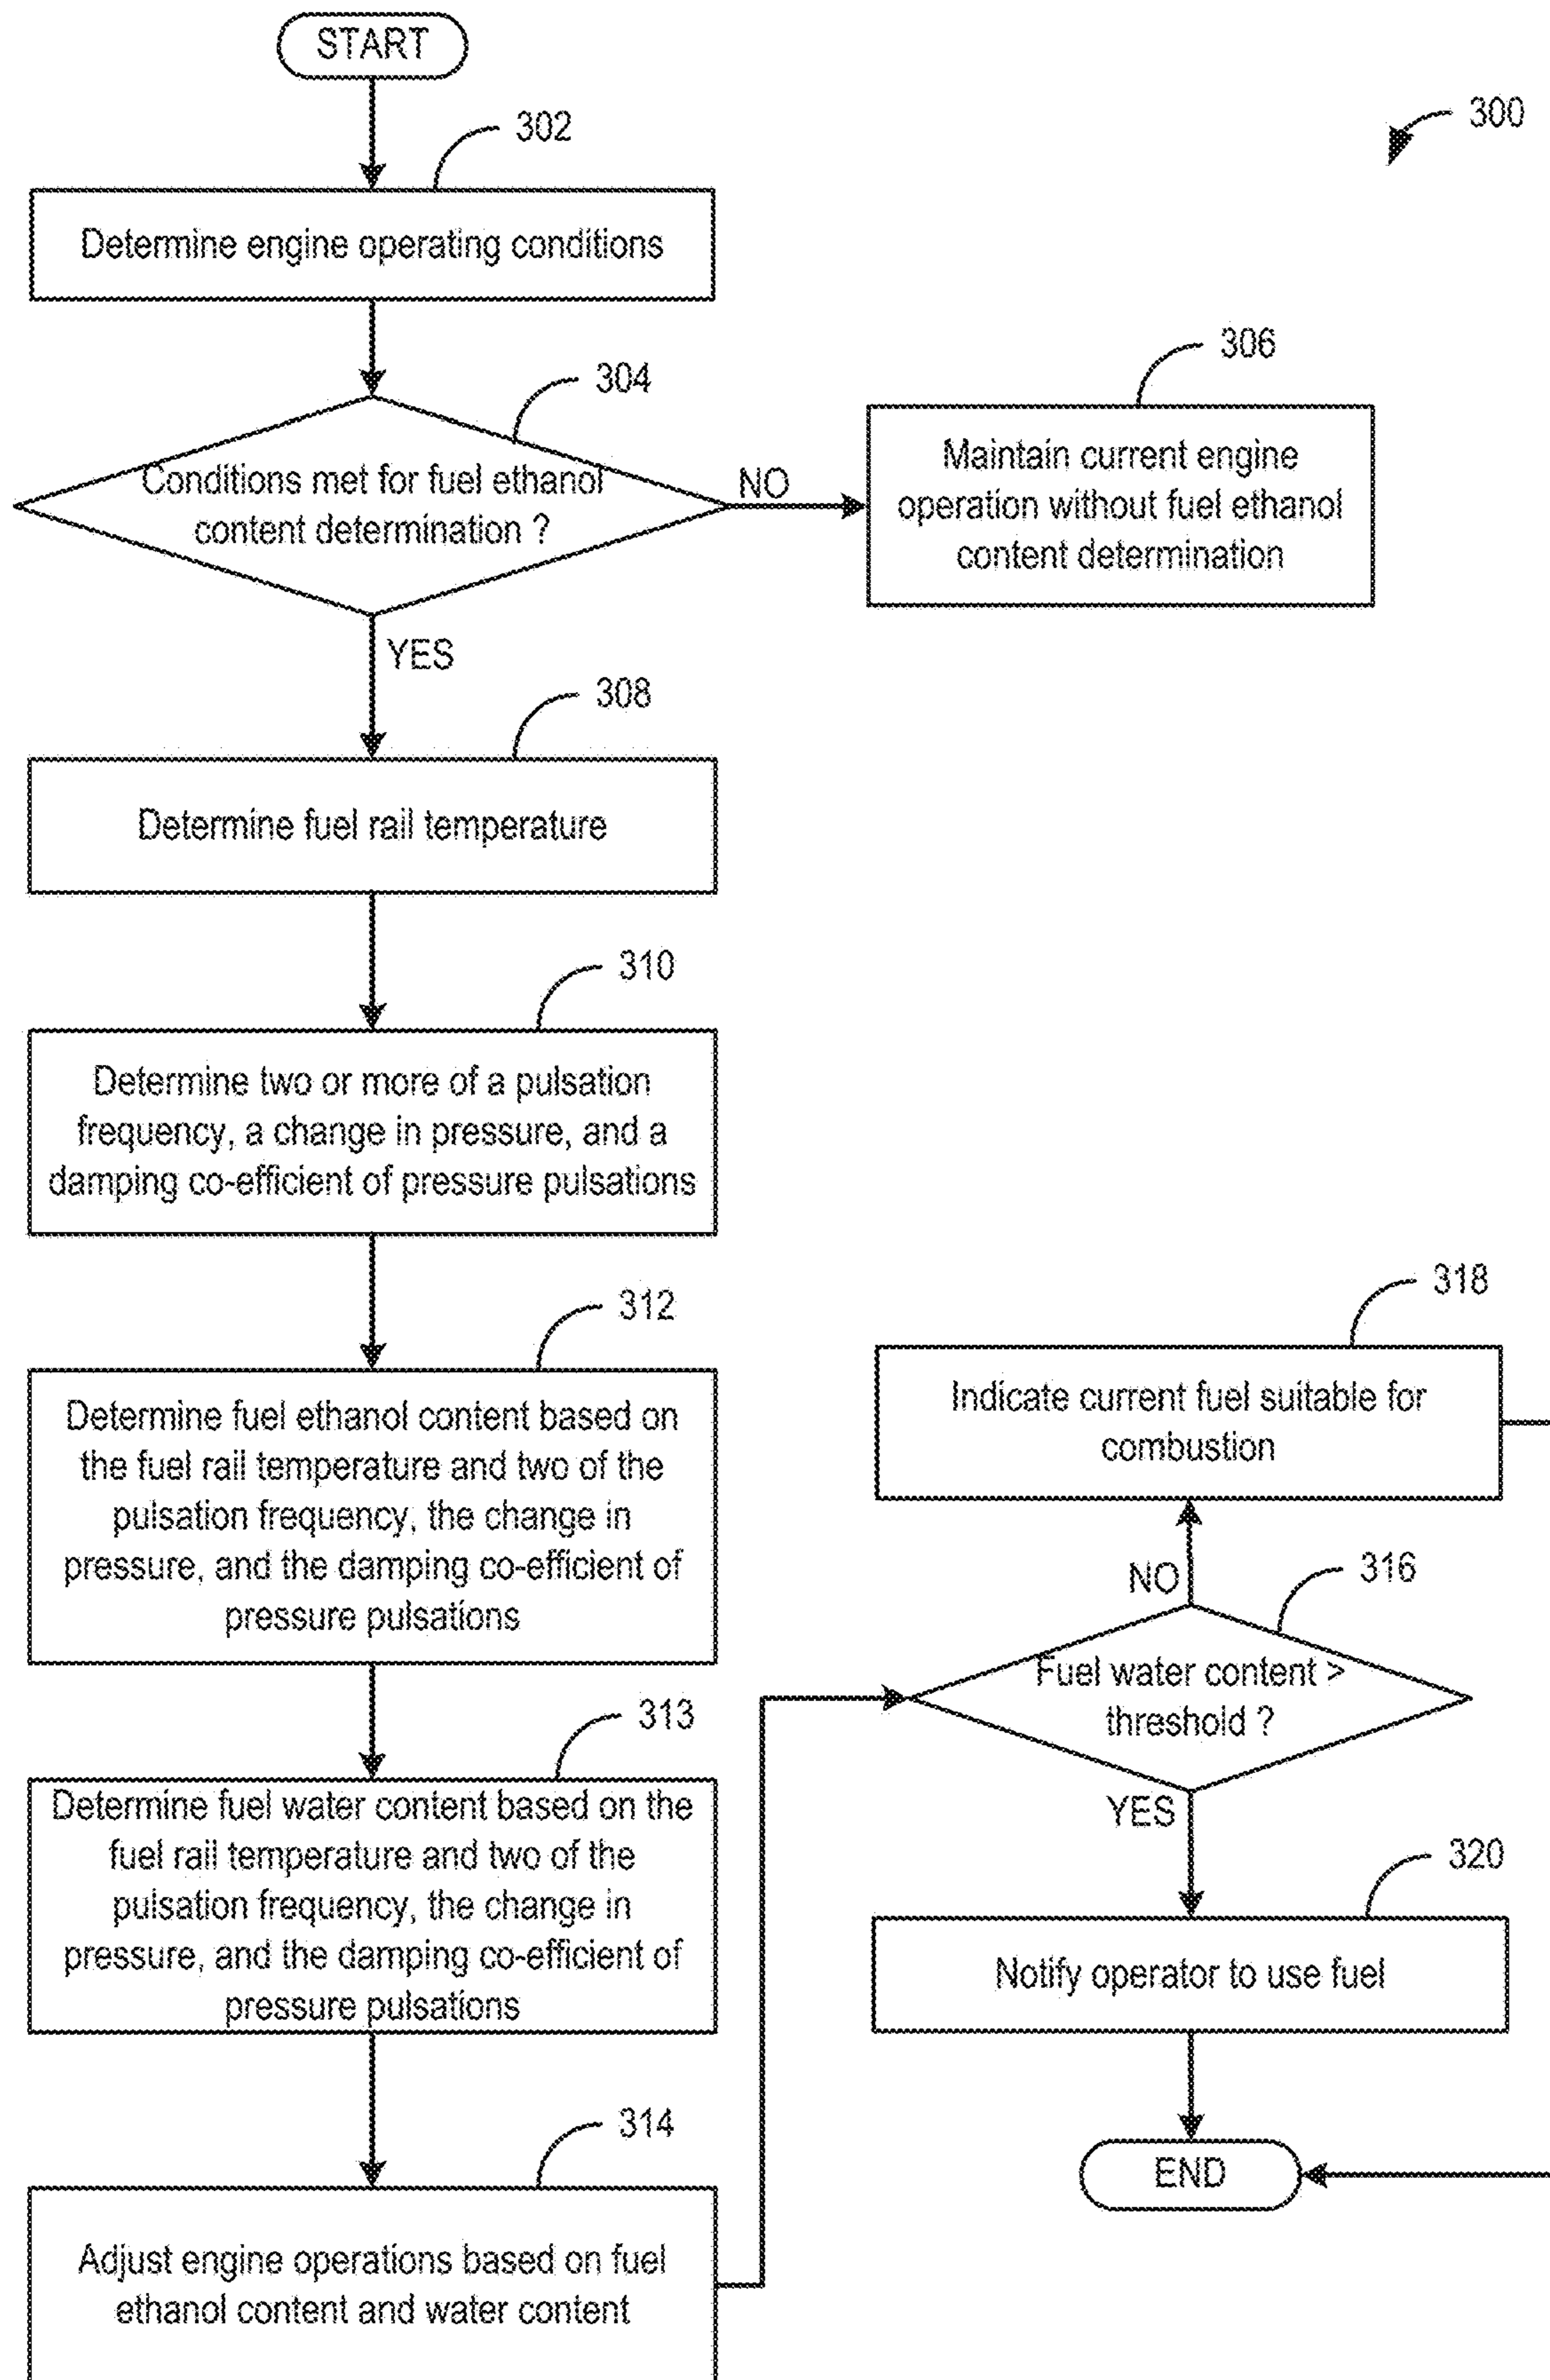 START
302
300
Determine engine operating conditions
304
Conditions met for fuel ethanol
content determination ?
NO
306
Maintain current engine
operation without fuel ethanol
content determination
YES
308
Determine fuel rail temperature
310
Determine two or more of a pulsation
frequency, a change in pressure, and a
damping co-efficient of pressure pulsations
312
Determine fuel ethanol content based on
the fuel rail temperature and two of the
pulsation frequency, the change in
pressure, and the damping co-efficient of
pressure pulsations
313
Determine fuel water content based on the
fuel rail temperature and two of the
pulsation frequency, the change in
pressure, and the damping co-efficient of
pressure pulsations
314
Adjust engine operations based on fuel
ethanol content and water content
318
Indicate current fuel suitable for
combustion
NO
316
Fuel water content >
threshold ?
YES
320
Notify operator to use fuel
END